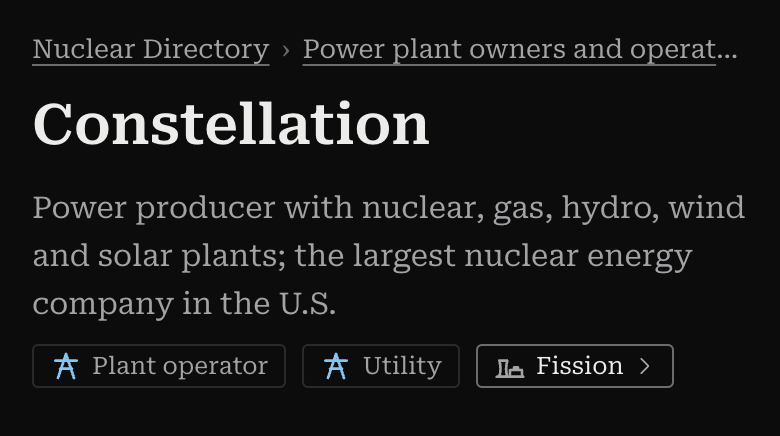 Nuclear Directory › Power plant owners and operat...
Constellation
Power producer with nuclear, gas, hydro, wind
and solar plants; the largest nuclear energy
company in the U.S.
Plant operator Utility Fission >